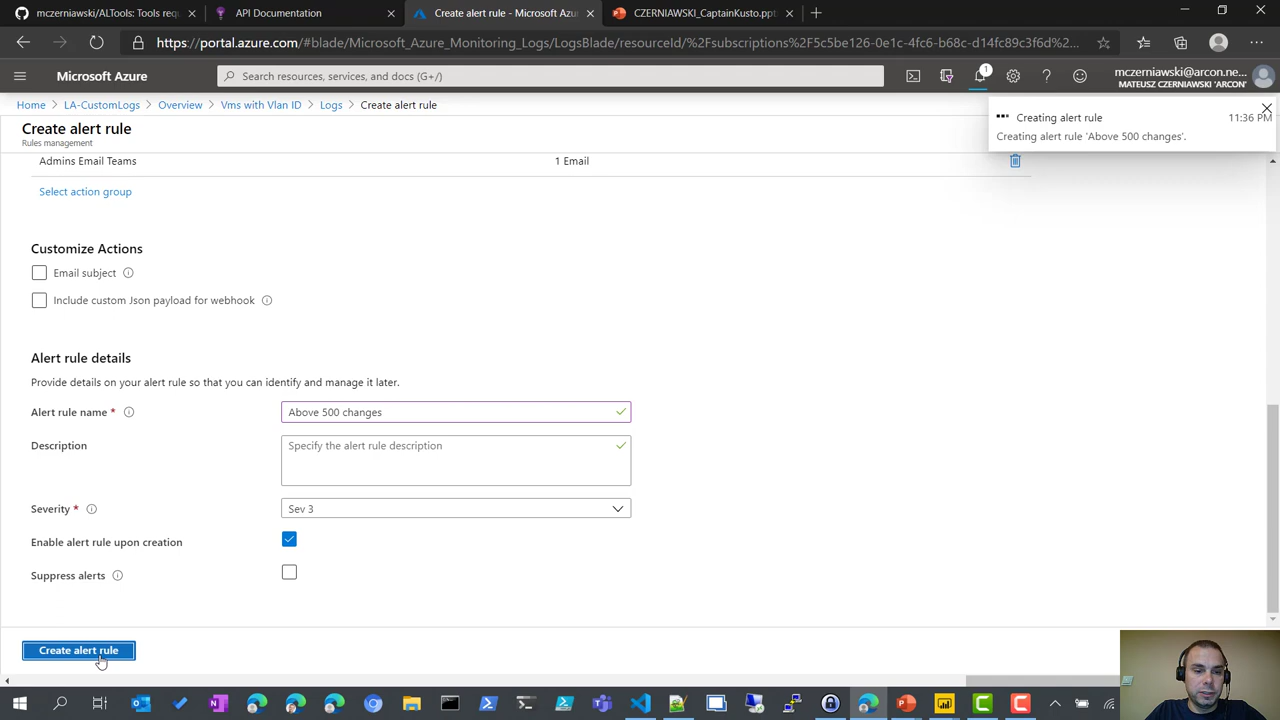 mczerniawski/ALTools: Tools requ
API Documentation
Create alert rule - Microsoft Azu
CZERNIAWSKI_CaptainKusto.ppt
https://portal.azure.com/#blade/Microsoft_Azure_Monitoring_Logs/LogsBlade/resourceId/%2Fsubscriptions%2F5c5be126-0e1c-4fc6-b68c-d14fc89c3f6d%2...
Microsoft Azure
Search resources, services, and docs (G+/)
1
mczerniawski@arcon.ne...
MATEUSZ CZERNIAWSKI 'ARCON'
Home > LA-CustomLogs > Overview > Vms with Vlan ID > Logs > Create alert rule
Create alert rule
Rules management
Creating alert rule
11:36 PM
Creating alert rule 'Above 500 changes'.
Admins Email Teams
1 Email
Select action group
Customize Actions
Email subject
Include custom Json payload for webhook
Alert rule details
Provide details on your alert rule so that you can identify and manage it later.
Alert rule name *
Above 500 changes
Description
Specify the alert rule description
Severity *
Sev 3
Enable alert rule upon creation
Suppress alerts
Create alert rule